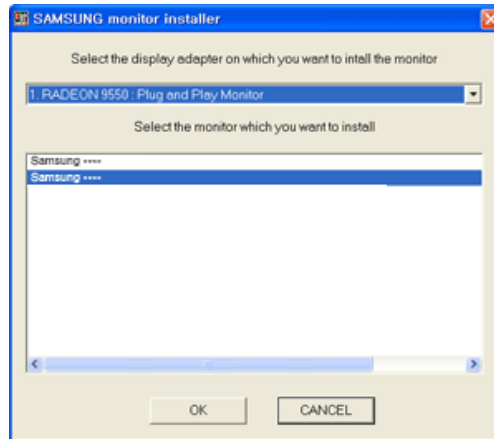 SAMSUNG monitor installer
Select the display adapter on which you want to intall the monitor
1. RADEON 9550 : Plug and Play Monitor
Select the monitor which you want to install
Samsung ····
Samsung ····
OK
CANCEL